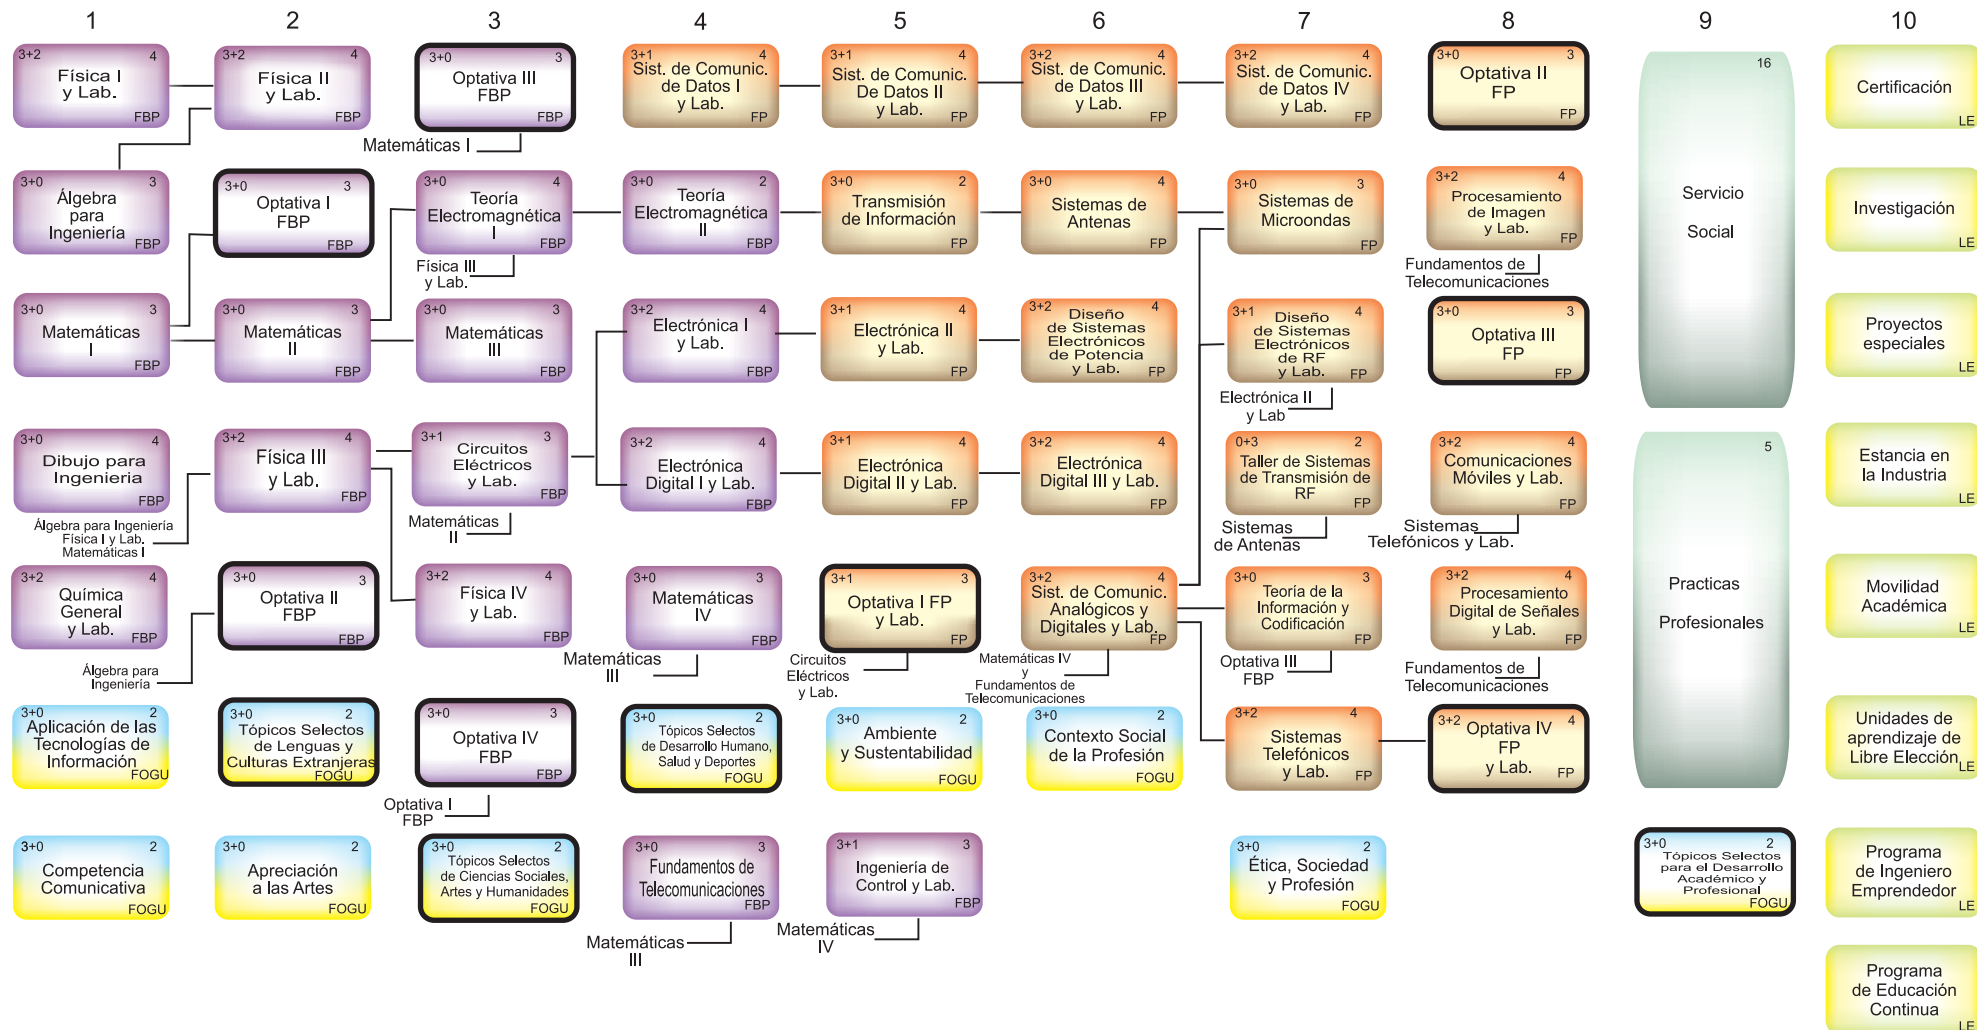 1
2
3
4
5
6
7
8
9
10
3+2 4
Física I
y Lab.
FBP
3+2 4
Física II
y Lab.
FBP
3+0 3
Optativa III
FBP
Matemáticas I
3+1 4
Sist. de Comunic.
de Datos I
y Lab.
FP
3+1 4
Sist. de Comunic.
De Datos II
y Lab.
FP
3+2 4
Sist. de Comunic.
de Datos III
y Lab.
FP
3+2 4
Sist. de Comunic.
de Datos IV
y Lab.
FP
3+0 3
Optativa II
FP
FP
16
Servicio
Social
Certificación
LE
3+0 3
Álgebra
para
Ingeniería
FBP
3+0 3
Optativa I
FBP
FBP
3+0 4
Teoría
Electromagnética
I
FBP
Física III
y Lab.
3+0 2
Teoría
Electromagnética
II
FBP
3+0 2
Transmisión
de Información
FP
3+0 4
Sistemas de
Antenas
FP
3+0 3
Sistemas de
Microondas
FP
3+2 4
Procesamiento
de Imagen
y Lab.
FP
Fundamentos de
Telecomunicaciones
Investigación
LE
3+0 3
Matemáticas
I
FBP
3+0 3
Matemáticas
II
FBP
3+0 3
Matemáticas
III
FBP
3+2 4
Electrónica I
y Lab.
FBP
3+1 4
Electrónica II
y Lab.
FP
3+2 4
Diseño
de Sistemas
Electrónicos
de Potencia
y Lab.
FP
3+1 4
Diseño
de Sistemas
Electrónicos
de RF
y Lab.
FP
Electrónica II
y Lab
3+0 3
Optativa III
FP
FP
Proyectos
especiales
LE
3+0 4
Dibujo para
Ingenieria
FBP
Álgebra para Ingeniería
Física I y Lab.
Matemáticas I
3+2 4
Física III
y Lab.
FBP
3+1 3
Circuitos
Eléctricos
y Lab.
FBP
Matemáticas
II
3+2 4
Electrónica
Digital I y Lab.
FBP
3+1 4
Electrónica
Digital II y Lab.
FP
3+2 4
Electrónica
Digital III y Lab.
FP
0+3 2
Taller de Sistemas
de Transmisión de
RF
FP
Sistemas
de Antenas
3+2 4
Comunicaciones
Móviles y Lab.
FP
Sistemas
Telefónicos y Lab.
5
Practicas
Profesionales
Estancia en
la Industria
LE
3+2 4
Química
General
y Lab.
FBP
3+0 3
Optativa II
FBP
FBP
Álgebra para
Ingeniería
3+2 4
Física IV
y Lab.
FBP
3+0 3
Matemáticas
IV
FBP
Matemáticas
III
3+1 3
Optativa I FP
y Lab.
FP
Circuitos
Eléctricos
y Lab.
3+2 4
Sist. de Comunic.
Analógicos y
Digitales y Lab.
FP
Matemáticas IV
y
Fundamentos de
Telecomunicaciones
3+0 3
Teoría de la
Información y
Codificación
FP
Optativa III
FBP
3+2 4
Procesamiento
Digital de Señales
y Lab.
FP
Fundamentos de
Telecomunicaciones
Movilidad
Académica
LE
3+0 2
Aplicación de las
Tecnologías de
Información
FOGU
3+0 2
Tópicos Selectos
de Lenguas y
Culturas Extranjeras
FOGU
3+0 3
Optativa IV
FBP
FBP
Optativa I
FBP
3+0 2
Tópicos Selectos
de Desarrollo Humano,
Salud y Deportes
FOGU
3+0 2
Ambiente
y Sustentabilidad
FOGU
3+0 2
Contexto Social
de la Profesión
FOGU
3+2 4
Sistemas
Telefónicos
y Lab.
FP
3+2 4
Optativa IV
FP
y Lab.
FP
Unidades de
aprendizaje de
Libre Elección
LE
3+0 2
Competencia
Comunicativa
FOGU
3+0 2
Apreciación
a las Artes
FOGU
3+0 2
Tópicos Selectos
de Ciencias Sociales,
Artes y Humanidades
FOGU
3+0 3
Fundamentos de
Telecomunicaciones
FBP
Matemáticas
III
3+1 3
Ingeniería de
Control y Lab.
FBP
Matemáticas
IV
3+0 2
Ética, Sociedad
y Profesión
FOGU
3+0 2
Tópicos Selectos
para el Desarrollo
Académico y
Profesional
FOGU
Programa
de Ingeniero
Emprendedor
LE
Programa
de Educación
Continua
LE